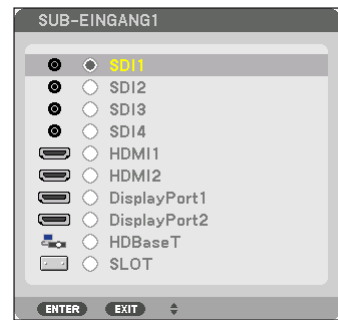 SUB-EINGANG1
SDI1
SDI2
SDI3
SDI4
HDMI1
HDMI2
DisplayPort1
DisplayPort2
HDBaseT
SLOT
ENTER EXIT